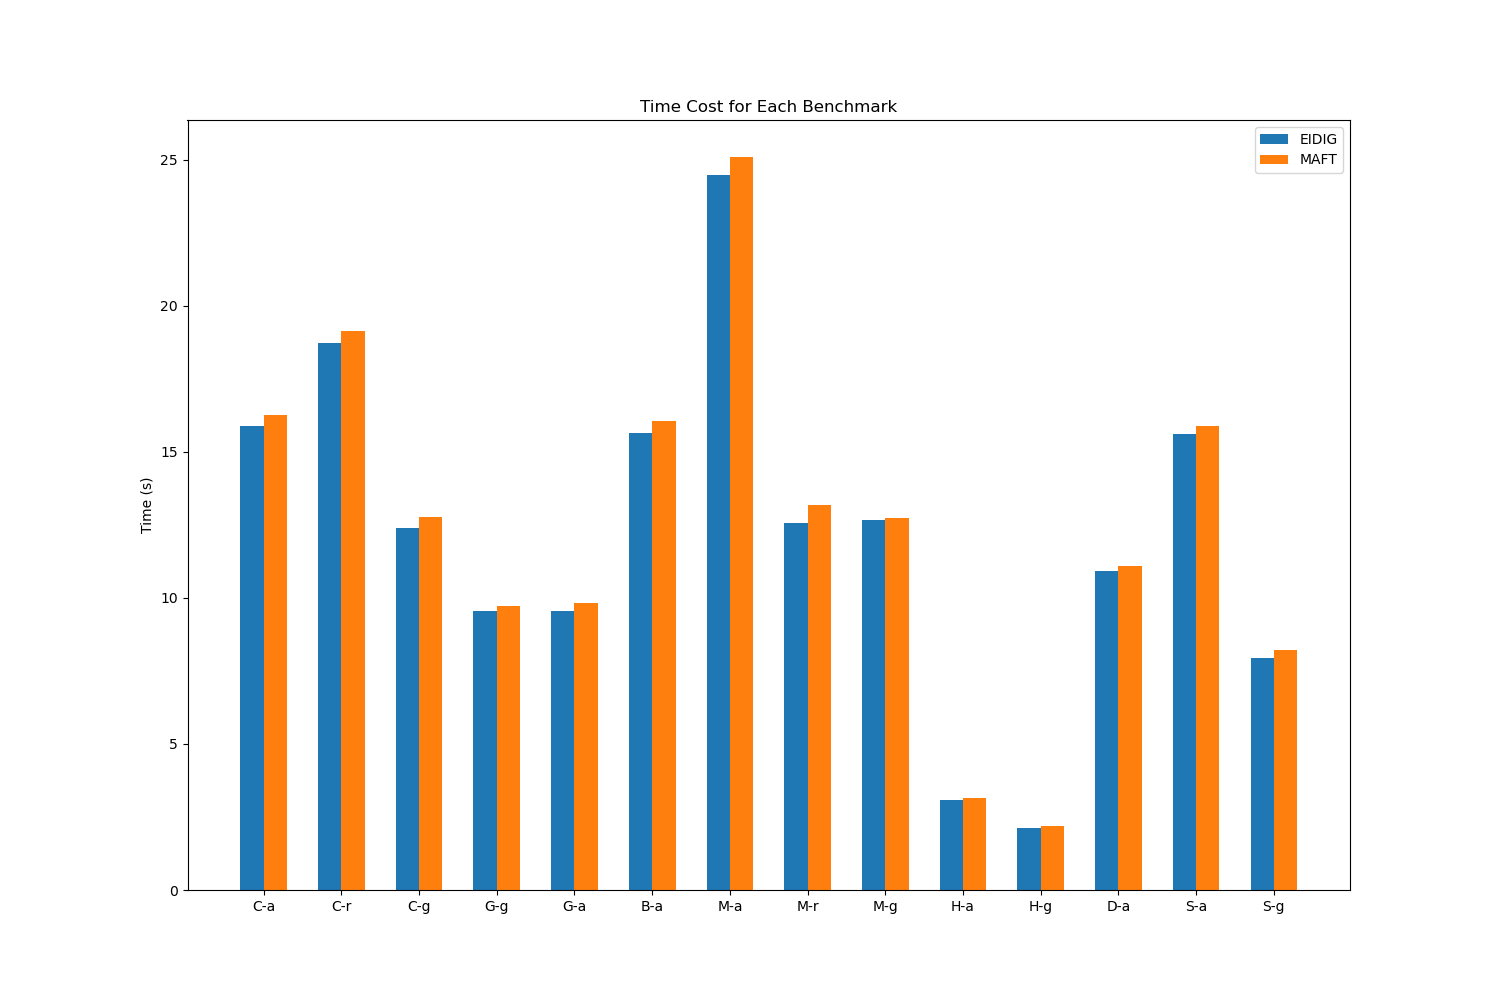 Time Cost for Each Benchmark
EIDIG
MAFT
25
20
15
10
5
0
Time (s)
C-a C-r C-g G-g G-a B-a M-a M-r M-g H-a H-g D-a S-a S-g